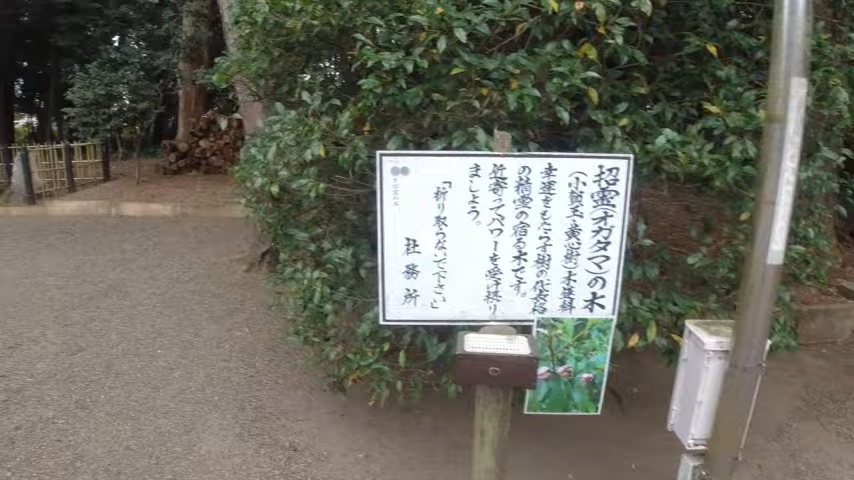 招霊(オガタマ)の木
(小賀玉・黄心樹)木蓮科
幸運をもたらす樹の代表格
の精霊の宿る木です。
近寄ってパワーを受け取り
ましょう。
「折り取らないで下さい」
社務所